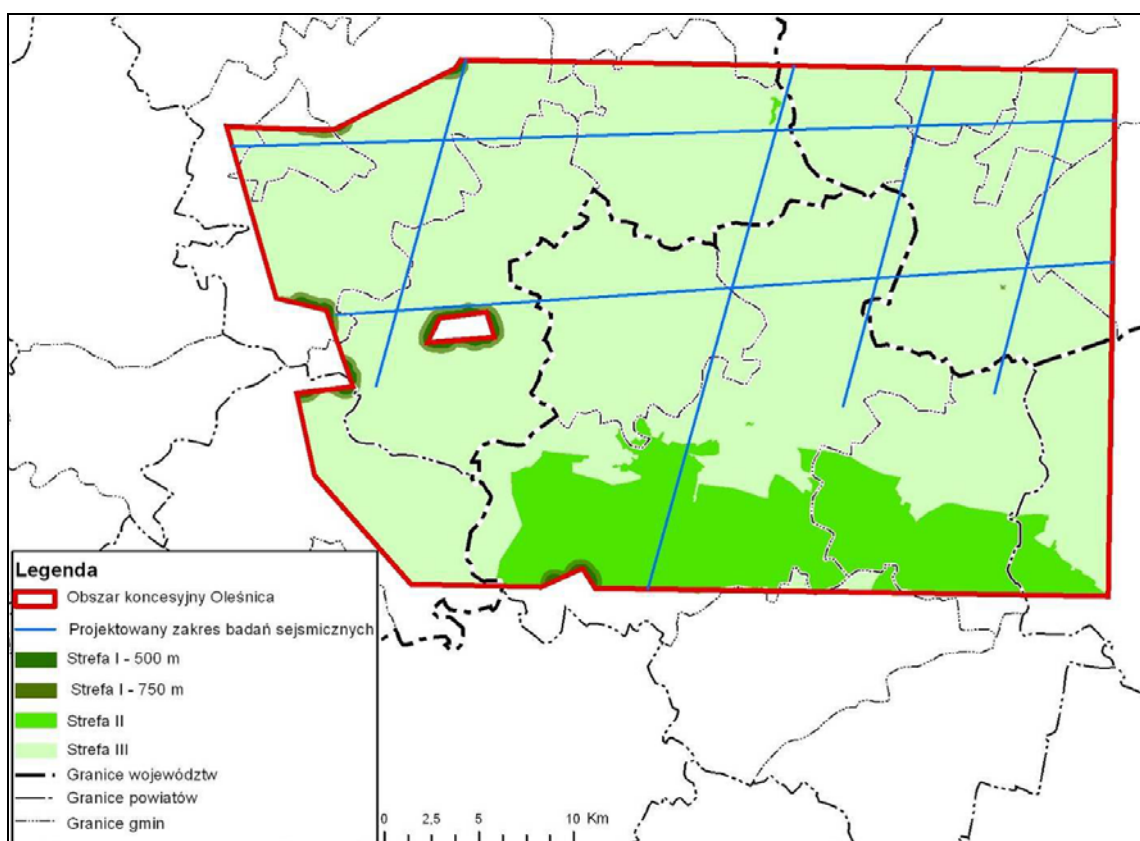 Legenda
Obszar koncesyjny Oleśnica
Projektowany zakres badań sejsmicznych
Strefa I - 500 m
Strefa I - 750 m
Strefa II
Strefa III
Granice województw
Granice powiatów
Granice gmin
0 2,5 5 10 Km